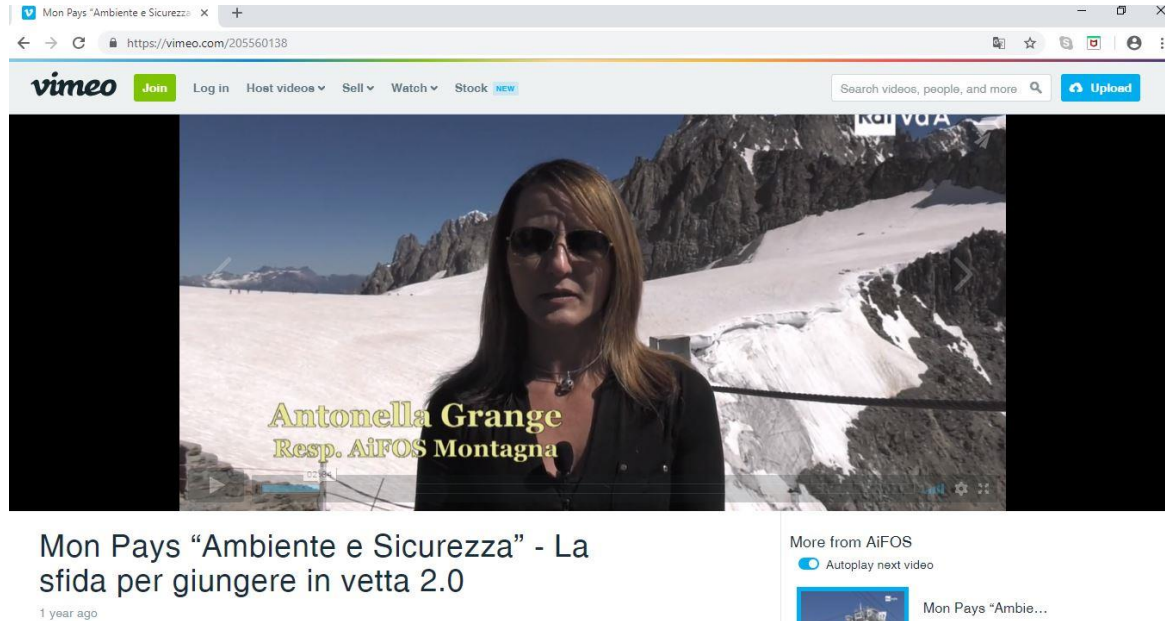 Mon Pays "Ambiente e Sicurezza
https://vimeo.com/205560138
vimeo Join Log in Host videos Sell Watch Stock NEW Search videos, people, and more Upload
Rai Vd'A
Antonella Grange
Resp. AiFOS Montagna
Mon Pays “Ambiente e Sicurezza” - La
sfida per giungere in vetta 2.0
1 year ago
More from AiFOS
Autoplay next video
Mon Pays “Ambie...